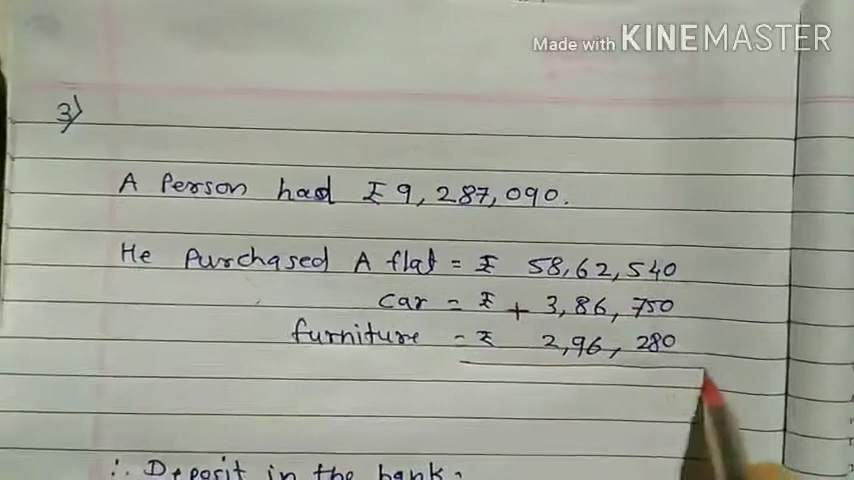 Made with KINEMASTER
3)
A Person had ₹ 9, 287, 090.
He Purchased A flat = ₹ 58,62,540
car = ₹ + 3,86,750
furniture = ₹ 2,96,280
∴ Deposit in the bank =